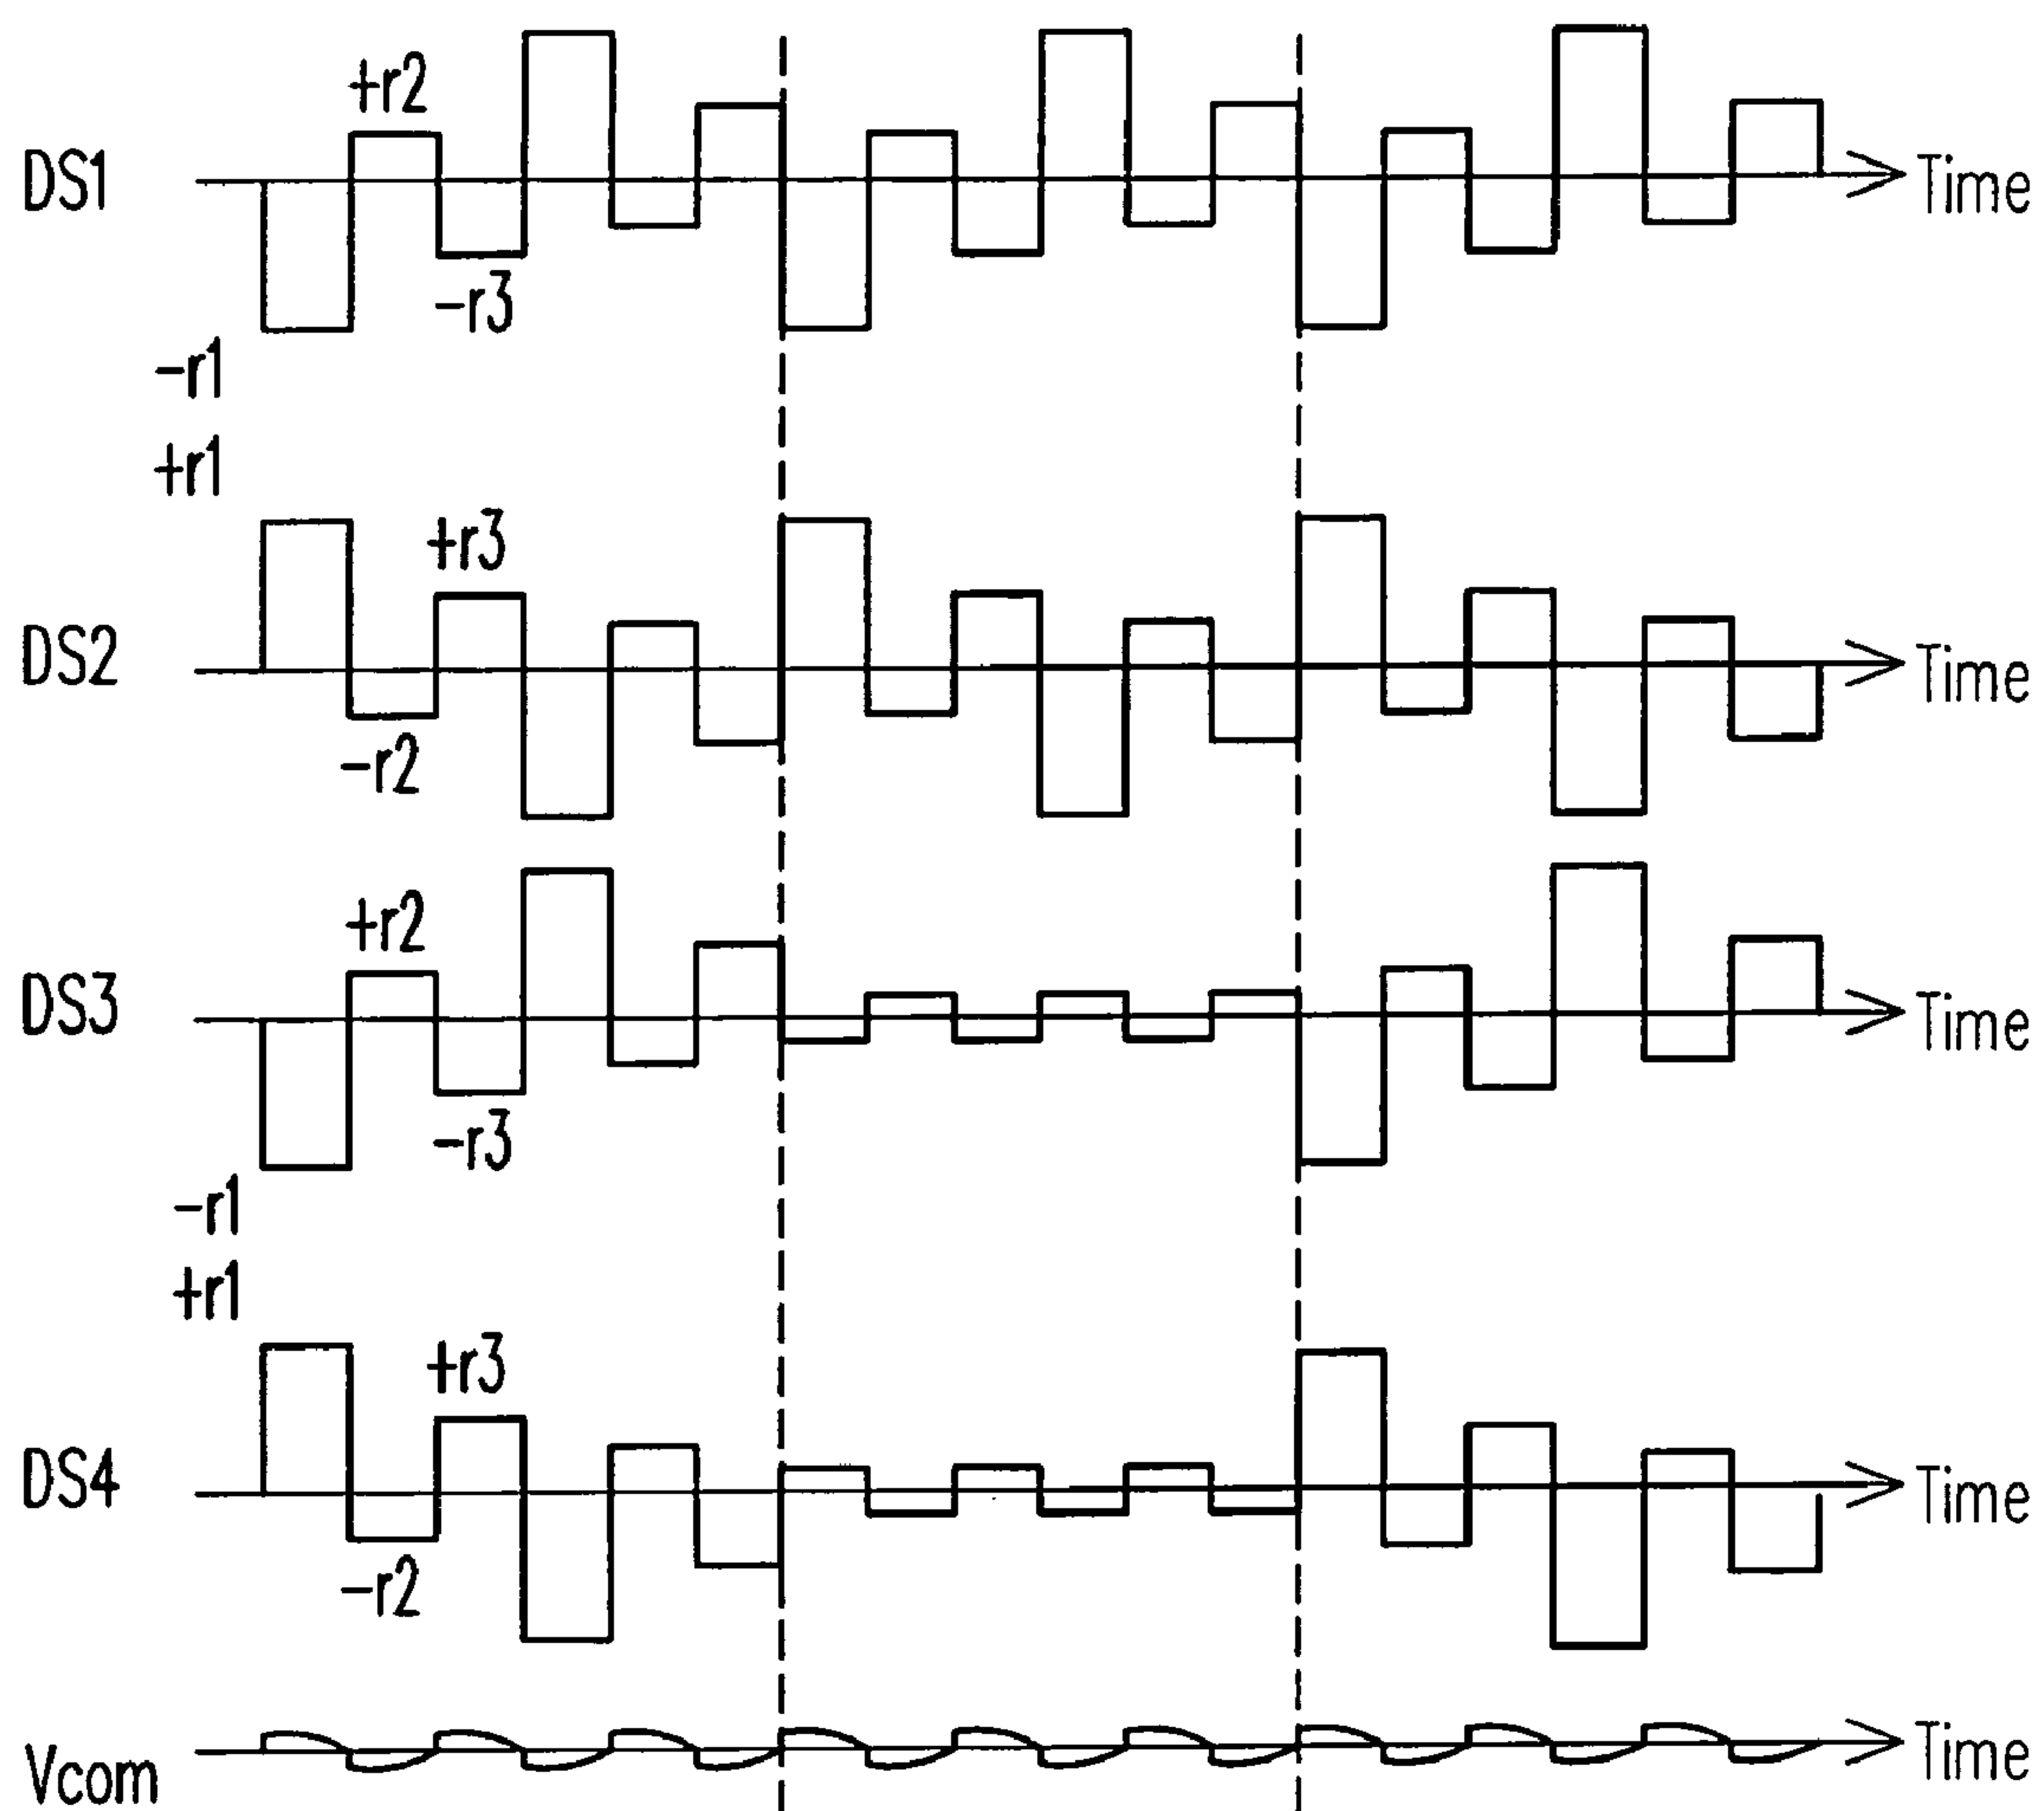 +r2
DS1
Time
-r3
-r1
+r1
+r3
DS2
Time
-r2
+r2
DS3
Time
-r3
-r1
+r1
+r3
DS4
Time
-r2
Vcom
Time